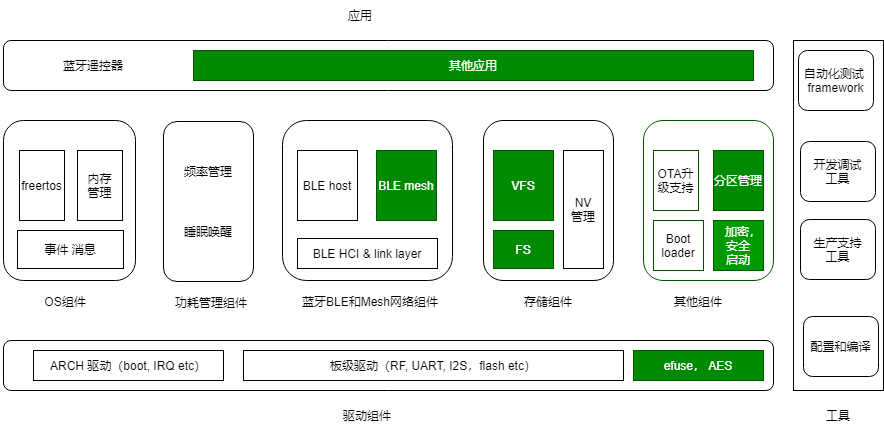 应用
蓝牙遥控器
其他应用
freertos
内存
管理
事件 消息
OS组件
频率管理
睡眠唤醒
功耗管理组件
BLE host
BLE mesh
BLE HCI & link layer
蓝牙BLE和Mesh网络组件
VFS
FS
NV
管理
存储组件
OTA升
级支持
分区管理
Boot
loader
加密，
安全
启动
其他组件
ARCH 驱动（boot, IRQ etc）
板级驱动（RF, UART, I2S，flash etc）
efuse， AES
驱动组件
自动化测试
framework
开发调试
工具
生产支持
工具
配置和编译
工具